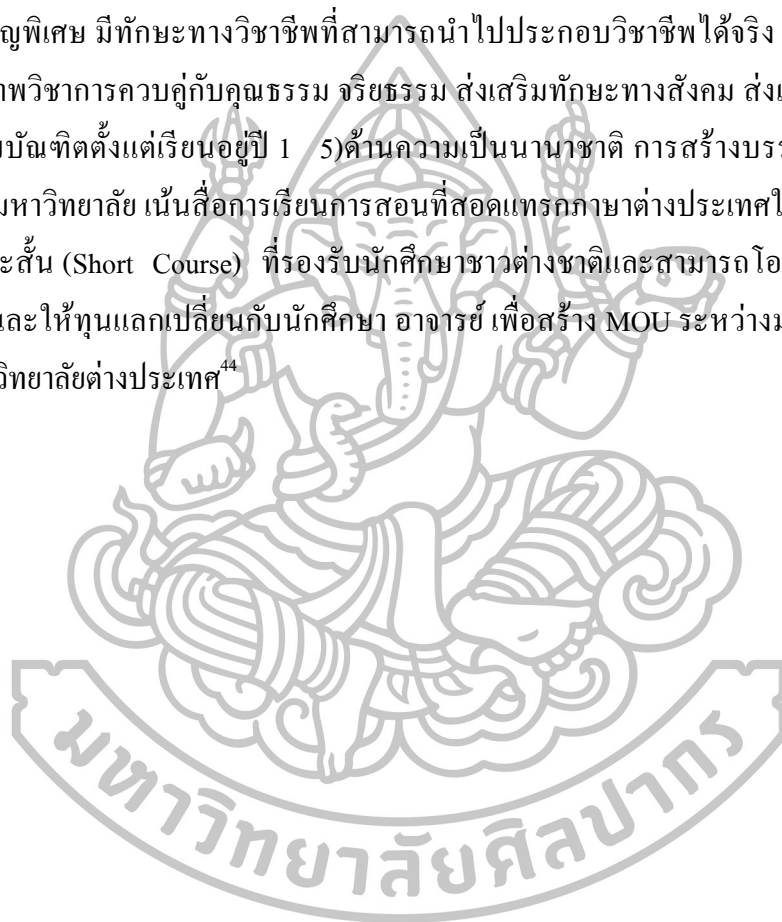 ญพิเศษ มีทักษะทางวิชาชีพที่สามารถนำไปประกอบวิชาชีพได้จริง
าพวิชาการควบคู่กับคุณธรรม จริยธรรม ส่งเสริมทักษะทางสังคม ส่งเ
บบัณฑิตตั้งแต่เรียนอยู่ปี 1 5)ด้านความเป็นนานาชาติ การสร้างบรร
มหาวิทยาลัย เน้นสื่อการเรียนการสอนที่สอดแทรกภาษาต่างประเทศใ
ะสั้น (Short Course) ที่รองรับนักศึกษาชาวต่างชาติและสามารถโอ
และให้ทุนแลกเปลี่ยนกับนักศึกษา อาจารย์ เพื่อสร้าง MOU ระหว่างม
วิทยาลัยต่างประเทศ44
มหาวิทยาลัยศิลปากร